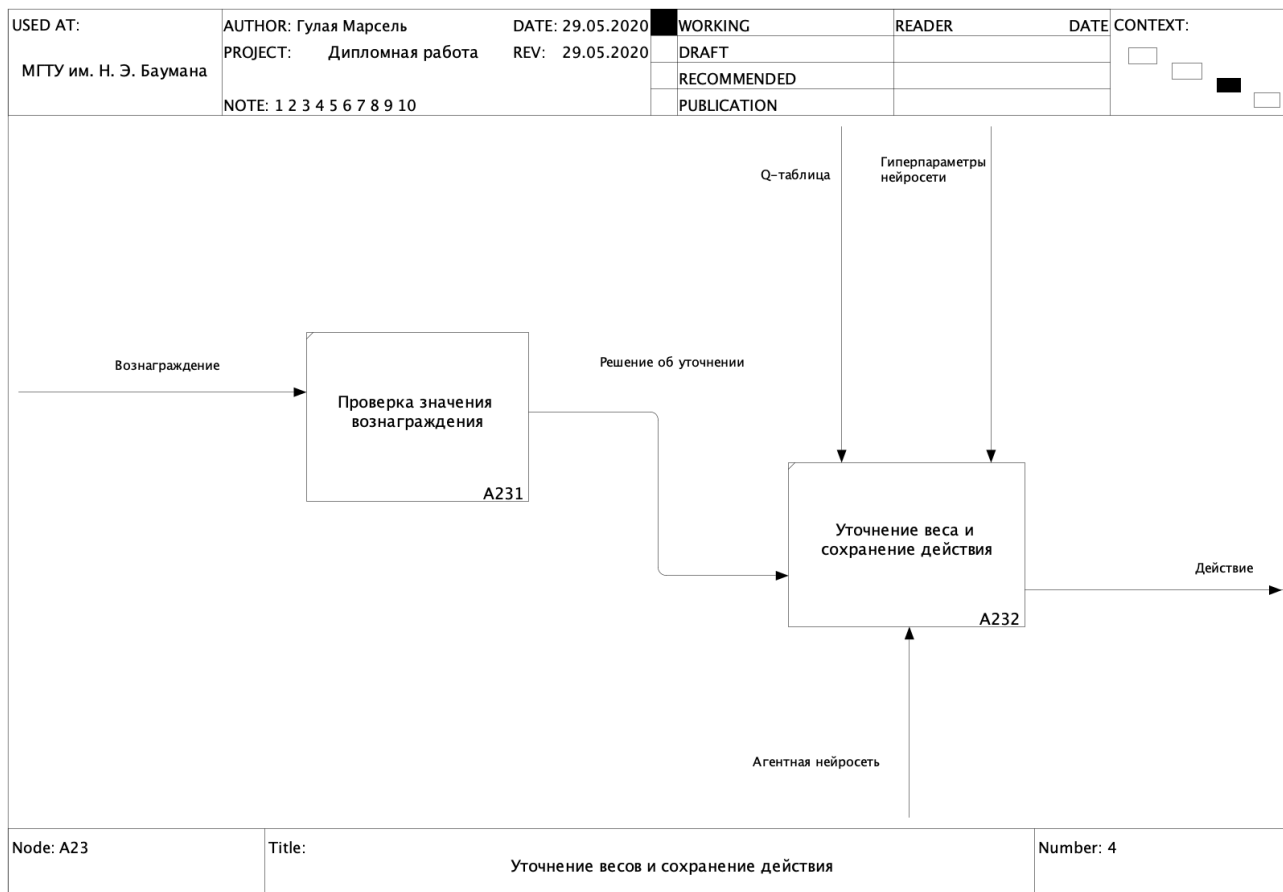 USED AT:
МГТУ им. Н. Э. Баумана
AUTHOR: Гулая Марсель
DATE: 29.05.2020
PROJECT: Дипломная работа
REV: 29.05.2020
NOTE: 1 2 3 4 5 6 7 8 9 10
WORKING
DRAFT
RECOMMENDED
PUBLICATION
READER
DATE
CONTEXT:
Q-таблица
Гиперпараметры
нейросети
Вознаграждение
Проверка значения
вознаграждения
A231
Решение об уточнении
Уточнение веса и
сохранение действия
A232
Действие
Агентная нейросеть
Node: A23
Title:
Уточнение весов и сохранение действия
Number: 4